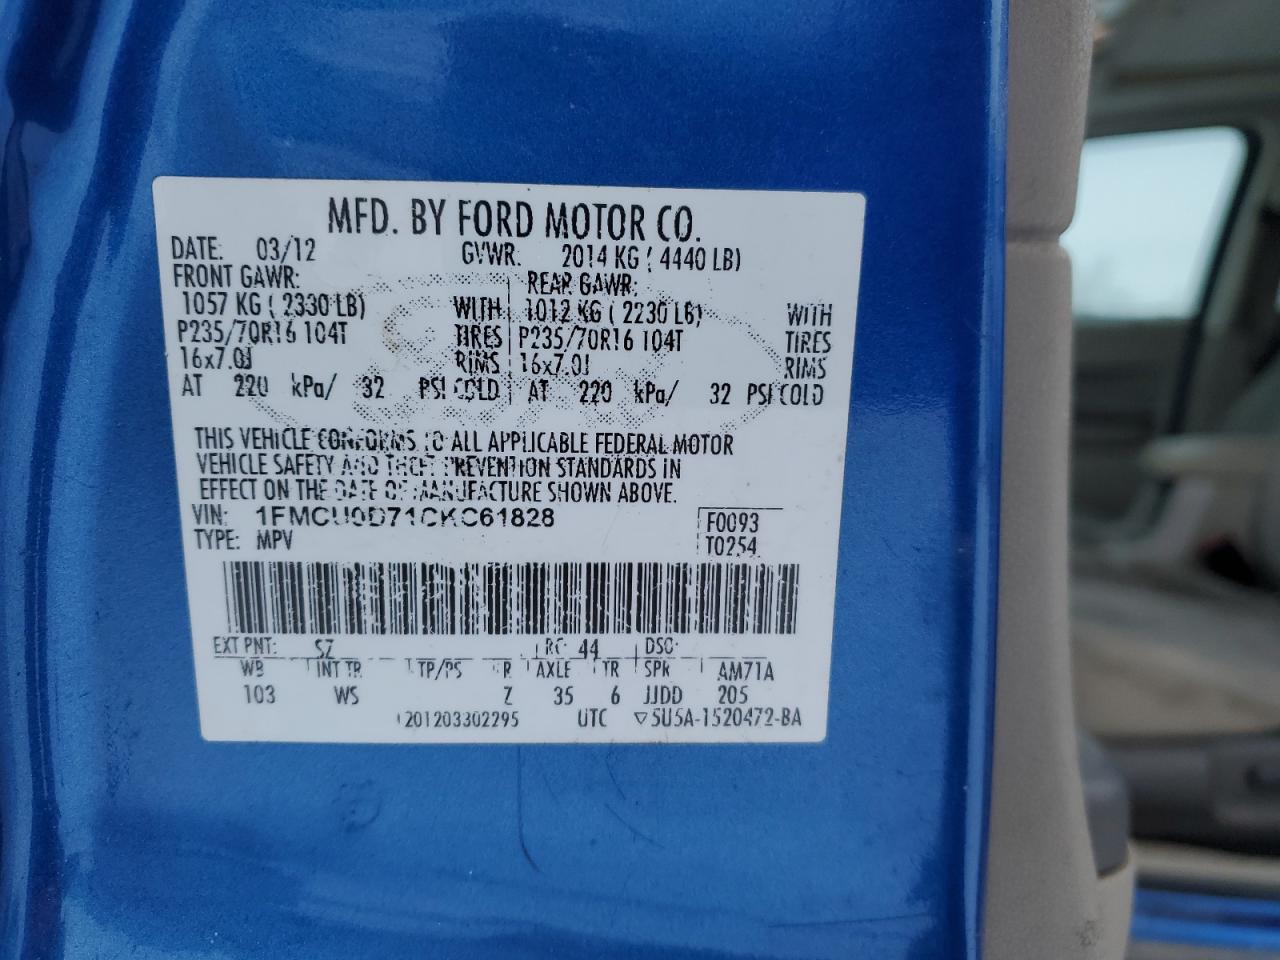 MFD. BY FORD MOTOR CO.
DATE: 03/12 GVWR: 2014 KG ( 4440 LB)
FRONT GAWR: REAR GAWR:
1057 KG ( 2330 LB) WITH 1012 KG ( 2230 LB) WITH
P235/70R16 104T TIRES P235/70R16 104T TIRES
16x7.0J RIMS 16x7.0J RIMS
AT 220 kPa/ 32 PSI COLD AT 220 kPa/ 32 PSI COLD
THIS VEHICLE CONFORMS TO ALL APPLICABLE FEDERAL MOTOR
VEHICLE SAFETY AND THEFT PREVENTION STANDARDS IN
EFFECT ON THE DATE OF MANUFACTURE SHOWN ABOVE.
VIN: 1FMCU0D71CKC61828 F0093
TYPE: MPV T0254
EXT PNT: SZ RC: 44 DSO:
WB INT TR TP/PS R AXLE TR SPR AM71A
103 WS Z 35 6 JJDD 205
201203302295 UTC ▽5U5A-1520472-BA